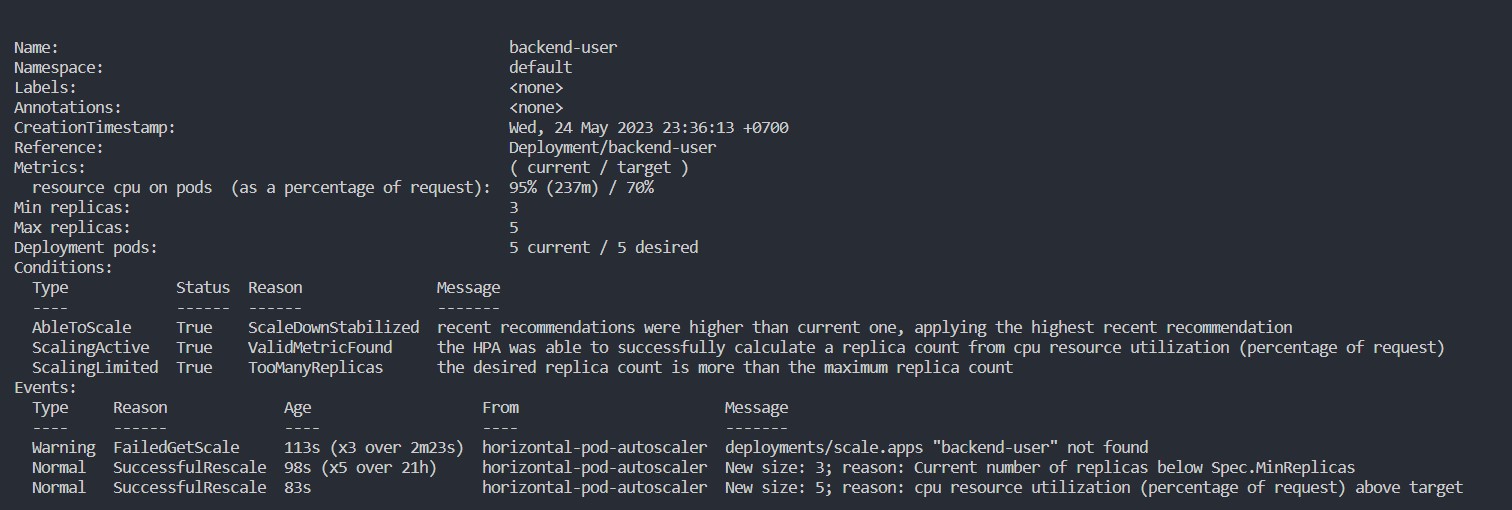 Name: backend-user
Namespace: default
Labels: <none>
Annotations: <none>
CreationTimestamp: Wed, 24 May 2023 23:36:13 +0700
Reference: Deployment/backend-user
Metrics: ( current / target )
resource cpu on pods (as a percentage of request): 95% (237m) / 70%
Min replicas: 3
Max replicas: 5
Deployment pods: 5 current / 5 desired
Conditions:
Type Status Reason Message
---- ------ ------ -------
AbleToScale True ScaleDownStabilized recent recommendations were higher than current one, applying the highest recent recommendation
ScalingActive True ValidMetricFound the HPA was able to successfully calculate a replica count from cpu resource utilization (percentage of request)
ScalingLimited True TooManyReplicas the desired replica count is more than the maximum replica count
Events:
Type Reason Age From Message
---- ------ ---- ---- -------
Warning FailedGetScale 113s (x3 over 2m23s) horizontal-pod-autoscaler deployments/scale.apps "backend-user" not found
Normal SuccessfulRescale 98s (x5 over 21h) horizontal-pod-autoscaler New size: 3; reason: Current number of replicas below Spec.MinReplicas
Normal SuccessfulRescale 83s horizontal-pod-autoscaler New size: 5; reason: cpu resource utilization (percentage of request) above target